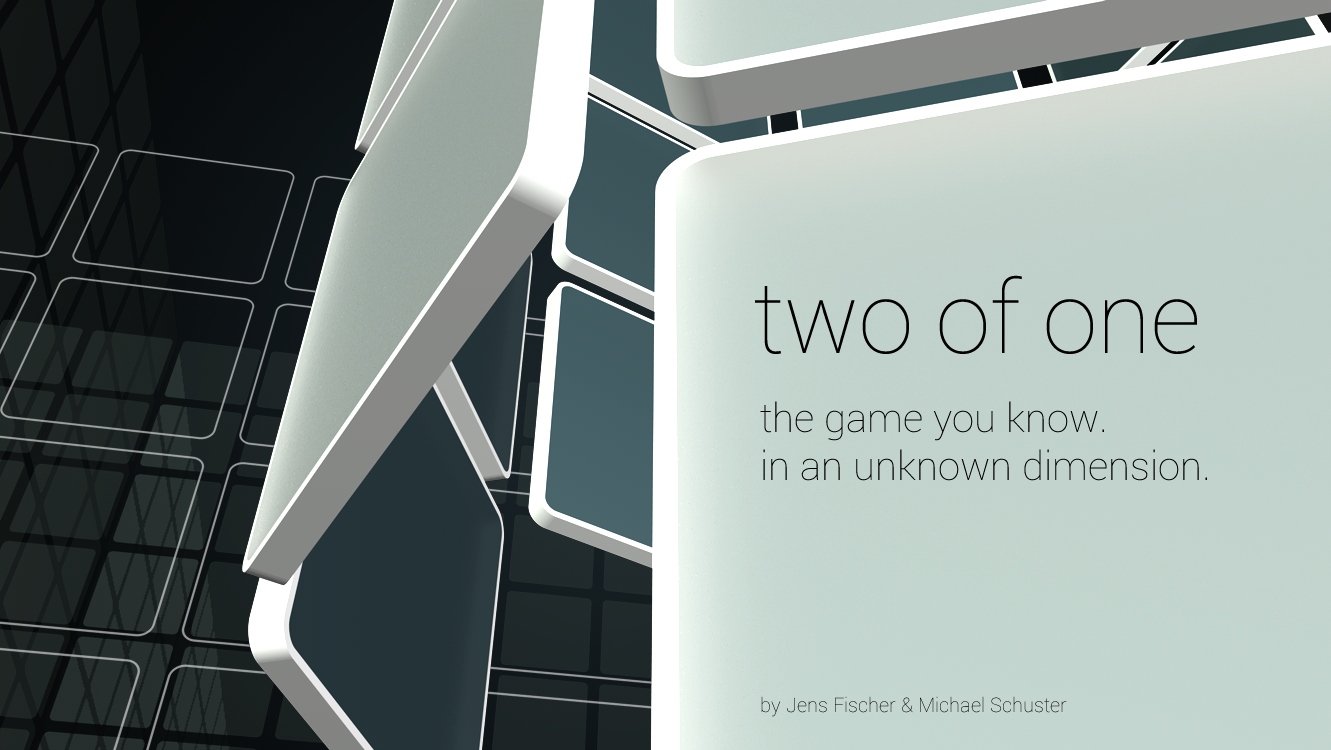 two of one
the game you know.
in an unknown dimension.
by Jens Fischer & Michael Schuster